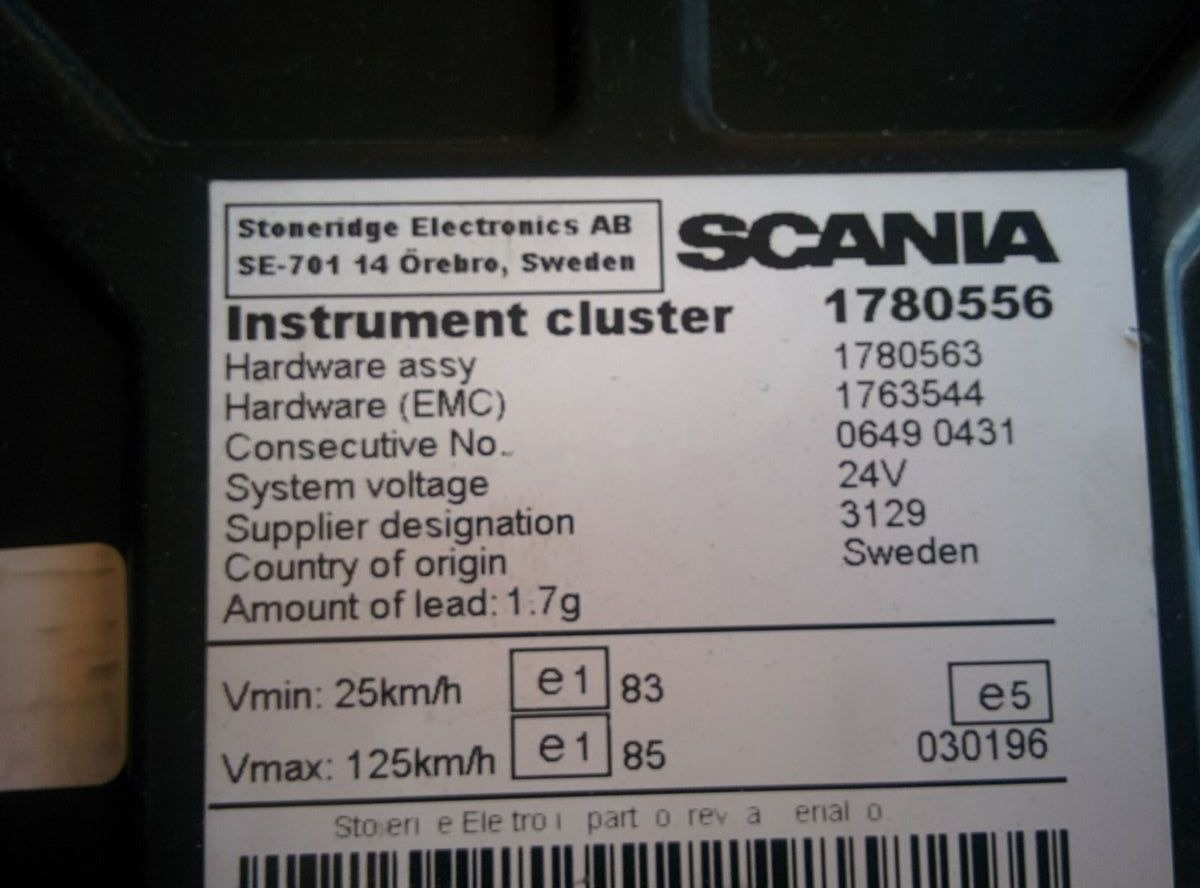 Stoneridge Electronics AB
SE-701 14 Örebro, Sweden
SCANIA
Instrument cluster 1780556
Hardware assy 1780563
Hardware (EMC) 1763544
Consecutive No. 0649 0431
System voltage 24V
Supplier designation 3129
Country of origin Sweden
Amount of lead: 1.7g
Vmin: 25km/h e1 83
e5
Vmax: 125km/h e1 85
030196
part rev.